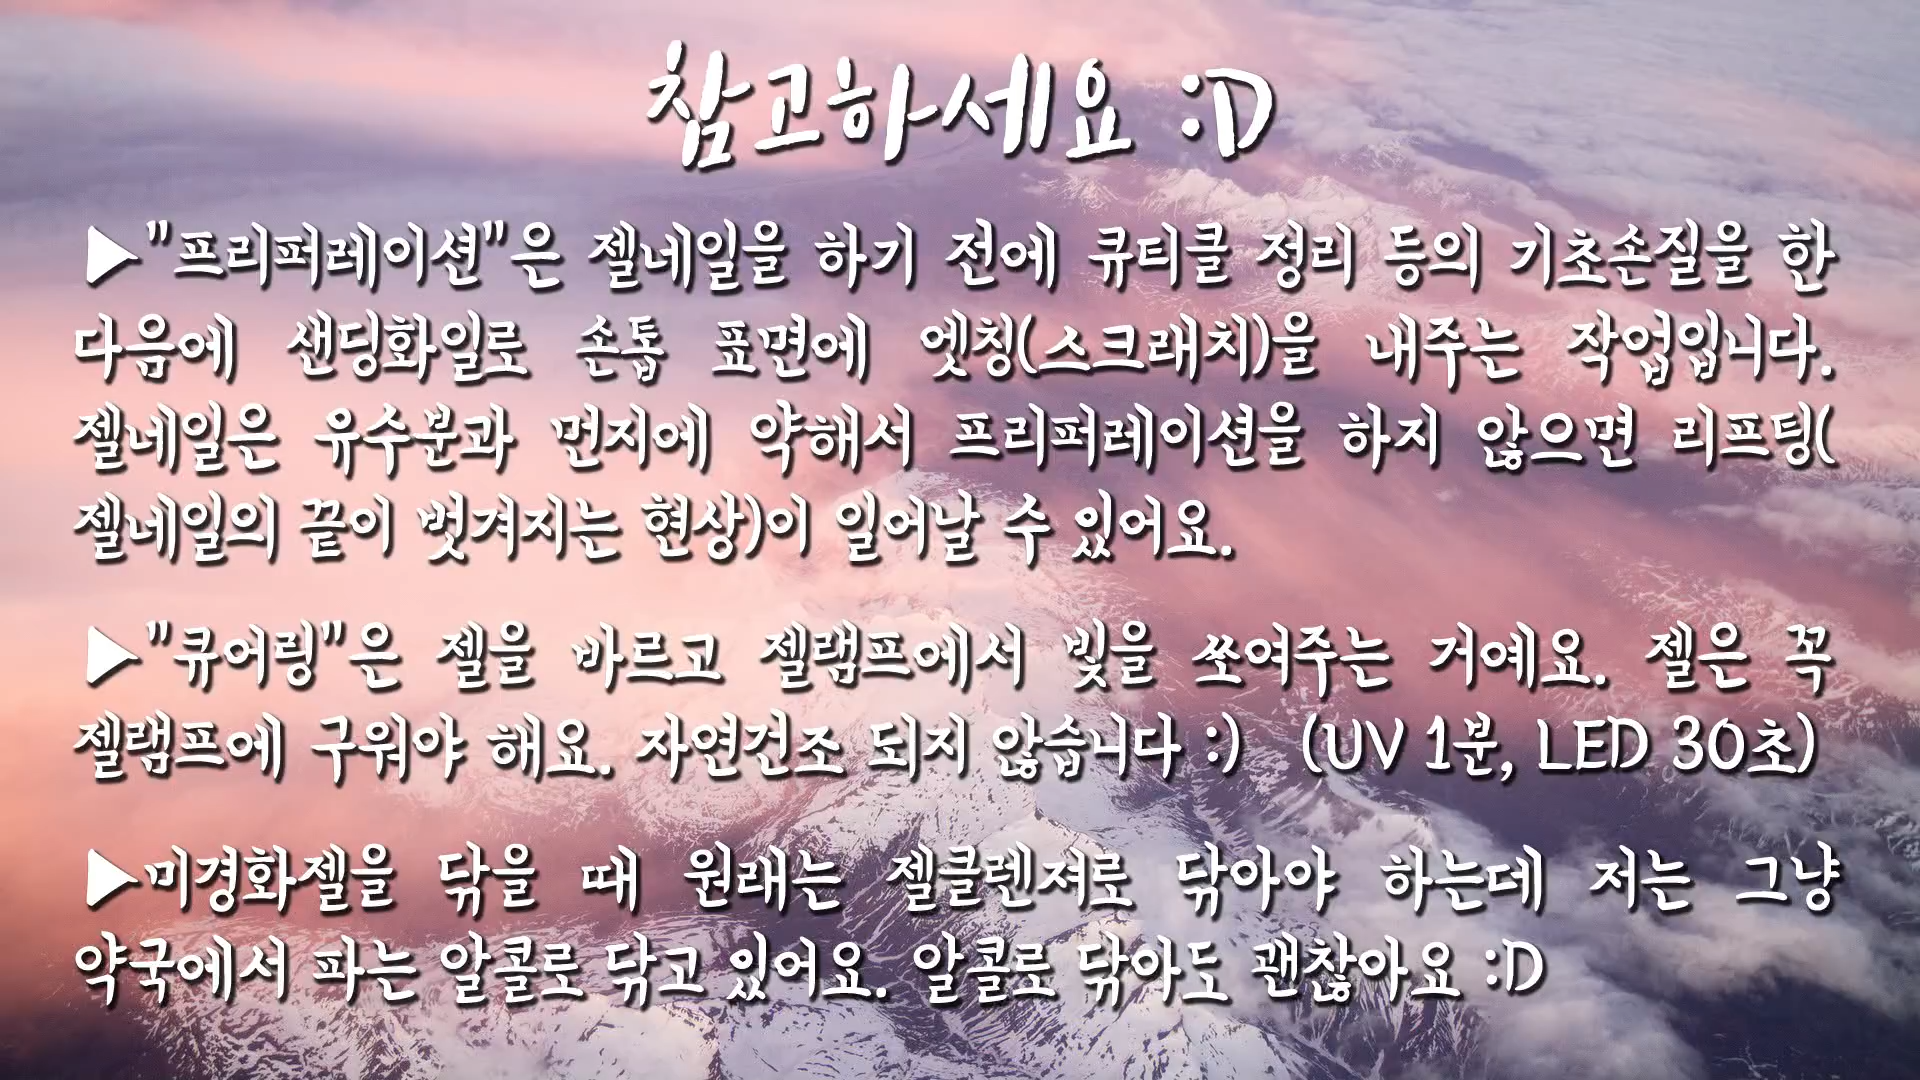 참고하세요 :D
▶"프리퍼레이션"은 젤네일을 하기 전에 큐티클 정리 등의 기초손질을 한
다음에 샌딩화일로 손톱 표면에 엣칭(스크래치)을 내주는 작업입니다.
젤네일은 유수분과 먼지에 약해서 프리퍼레이션을 하지 않으면 리프팅(
젤네일의 끝이 벗겨지는 현상)이 일어날 수 있어요.
▶"큐어링"은 젤을 바르고 젤램프에서 빛을 쏘여주는 거예요. 젤은 꼭
젤램프에 구워야 해요. 자연건조 되지 않습니다 :) (UV 1분, LED 30초)
▶미경화젤을 닦을 때 원래는 젤클렌져로 닦아야 하는데 저는 그냥
약국에서 파는 알콜로 닦고 있어요. 알콜로 닦아도 괜찮아요 :D